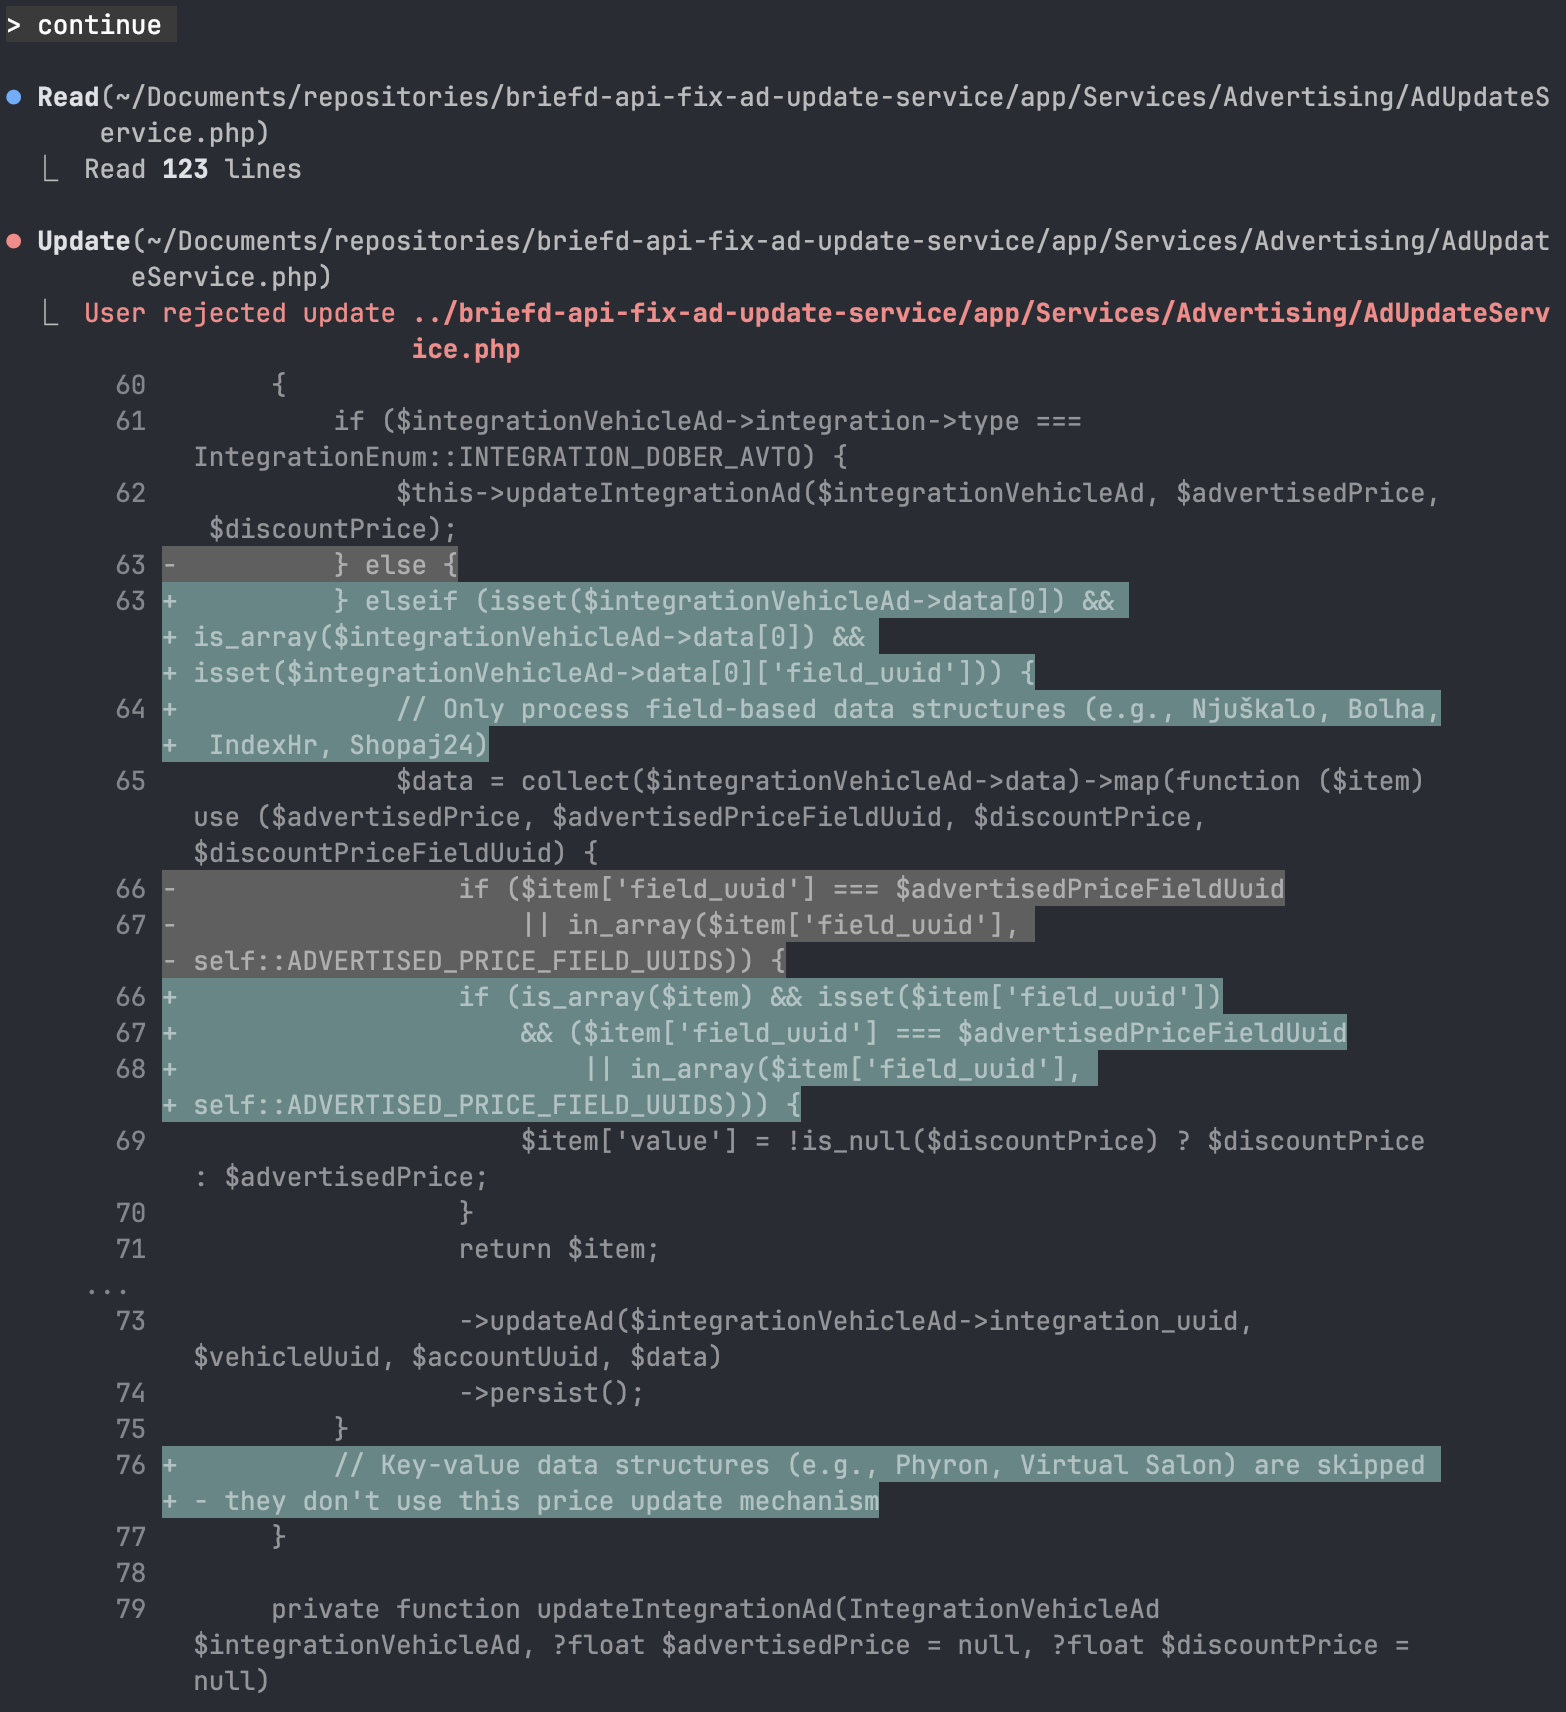 > continue
● Read(~/Documents/repositories/briefd-api-fix-ad-update-service/app/Services/Advertising/AdUpdateS
ervice.php)
⎿ Read 123 lines
● Update(~/Documents/repositories/briefd-api-fix-ad-update-service/app/Services/Advertising/AdUpdat
eService.php)
⎿ User rejected update ../briefd-api-fix-ad-update-service/app/Services/Advertising/AdUpdateServ
ice.php
60 {
61 if ($integrationVehicleAd->integration->type ===
IntegrationEnum::INTEGRATION_DOBER_AVTO) {
62 $this->updateIntegrationAd($integrationVehicleAd, $advertisedPrice,
$discountPrice);
63 - } else {
63 + } elseif (isset($integrationVehicleAd->data[0]) &&
+ is_array($integrationVehicleAd->data[0]) &&
+ isset($integrationVehicleAd->data[0]['field_uuid'])) {
64 + // Only process field-based data structures (e.g., Njuškalo, Bolha,
+ IndexHr, Shopaj24)
65 $data = collect($integrationVehicleAd->data)->map(function ($item)
use ($advertisedPrice, $advertisedPriceFieldUuid, $discountPrice,
$discountPriceFieldUuid) {
66 - if ($item['field_uuid'] === $advertisedPriceFieldUuid
67 - || in_array($item['field_uuid'],
- self::ADVERTISED_PRICE_FIELD_UUIDS)) {
66 + if (is_array($item) && isset($item['field_uuid'])
67 + && ($item['field_uuid'] === $advertisedPriceFieldUuid
68 + || in_array($item['field_uuid'],
+ self::ADVERTISED_PRICE_FIELD_UUIDS))) {
69 $item['value'] = !is_null($discountPrice) ? $discountPrice
: $advertisedPrice;
70 }
71 return $item;
...
73 ->updateAd($integrationVehicleAd->integration_uuid,
$vehicleUuid, $accountUuid, $data)
74 ->persist();
75 }
76 + // Key-value data structures (e.g., Phyron, Virtual Salon) are skipped
+ - they don't use this price update mechanism
77 }
78
79 private function updateIntegrationAd(IntegrationVehicleAd
$integrationVehicleAd, ?float $advertisedPrice = null, ?float $discountPrice =
null)